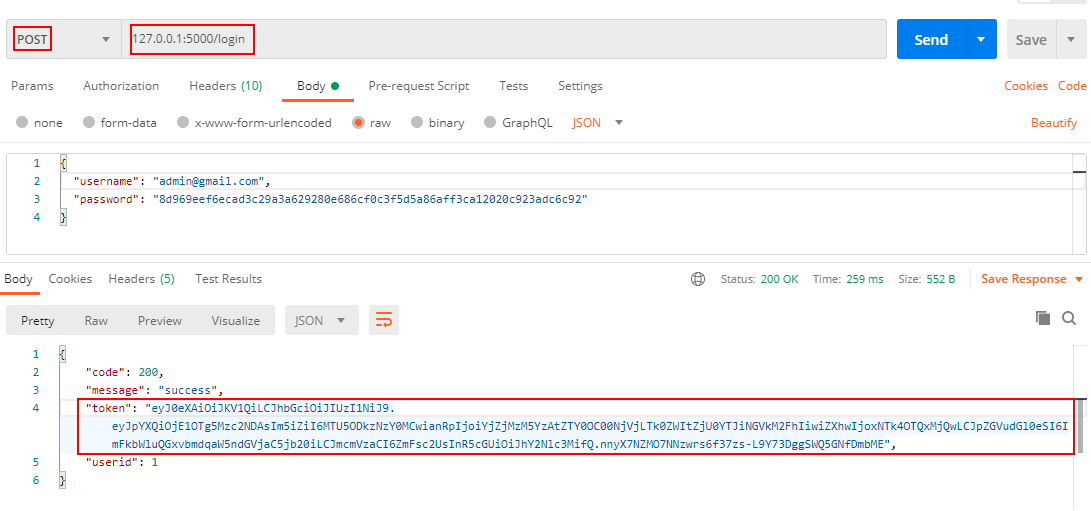 POST 127.0.0.1:5000/login Send Save
Params Authorization Headers (10) Body Pre-request Script Tests Settings Cookies Code
none form-data x-www-form-urlencoded raw binary GraphQL JSON Beautify
1 {
2 "username": "admin@gmail.com",
3 "password": "8d969eef6ecad3c29a3a629280e686cf0c3f5d5a86aff3ca12020c923adc6c92"
4 }
Body Cookies Headers (5) Test Results Status: 200 OK Time: 259 ms Size: 552 B Save Response
Pretty Raw Preview Visualize JSON
1 {
2 "code": 200,
3 "message": "success",
4 "token": "eyJ0eXAiOiJKV1QiLCJhbGciOiJIUzI1NiJ9.
eyJpYXQiOjE1OTg5Mzc2NDAsIm5iZiI6MTU5ODkzNzY0MCwianRpIjoiYjZjMzM5YzAtZTY0OC00NjVjLTk0ZWItZjU0YTJiNGVkM2FhIiwiZXhwIjoxNTk4OTQxMjQwLCJpZGVudGl0eSI6I
mFkbWluQGxvbmdqaW5ndGVjaC5jb20iLCJmcmVzaCI6ZmFsc2UsInR5cGUiOiJhY2Nlc3MifQ.nnyX7NZMO7NNzwrs6f37zs-L9Y73DggSWQ5GNfDmbME",
5 "userid": 1
6 }